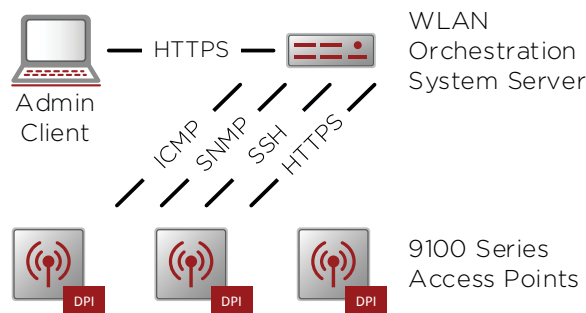 HTTPS
WLAN
Orchestration
System Server
Admin
Client
ICMP
SNMP
SSH
HTTPS
9100 Series
Access Points
DPI
DPI
DPI